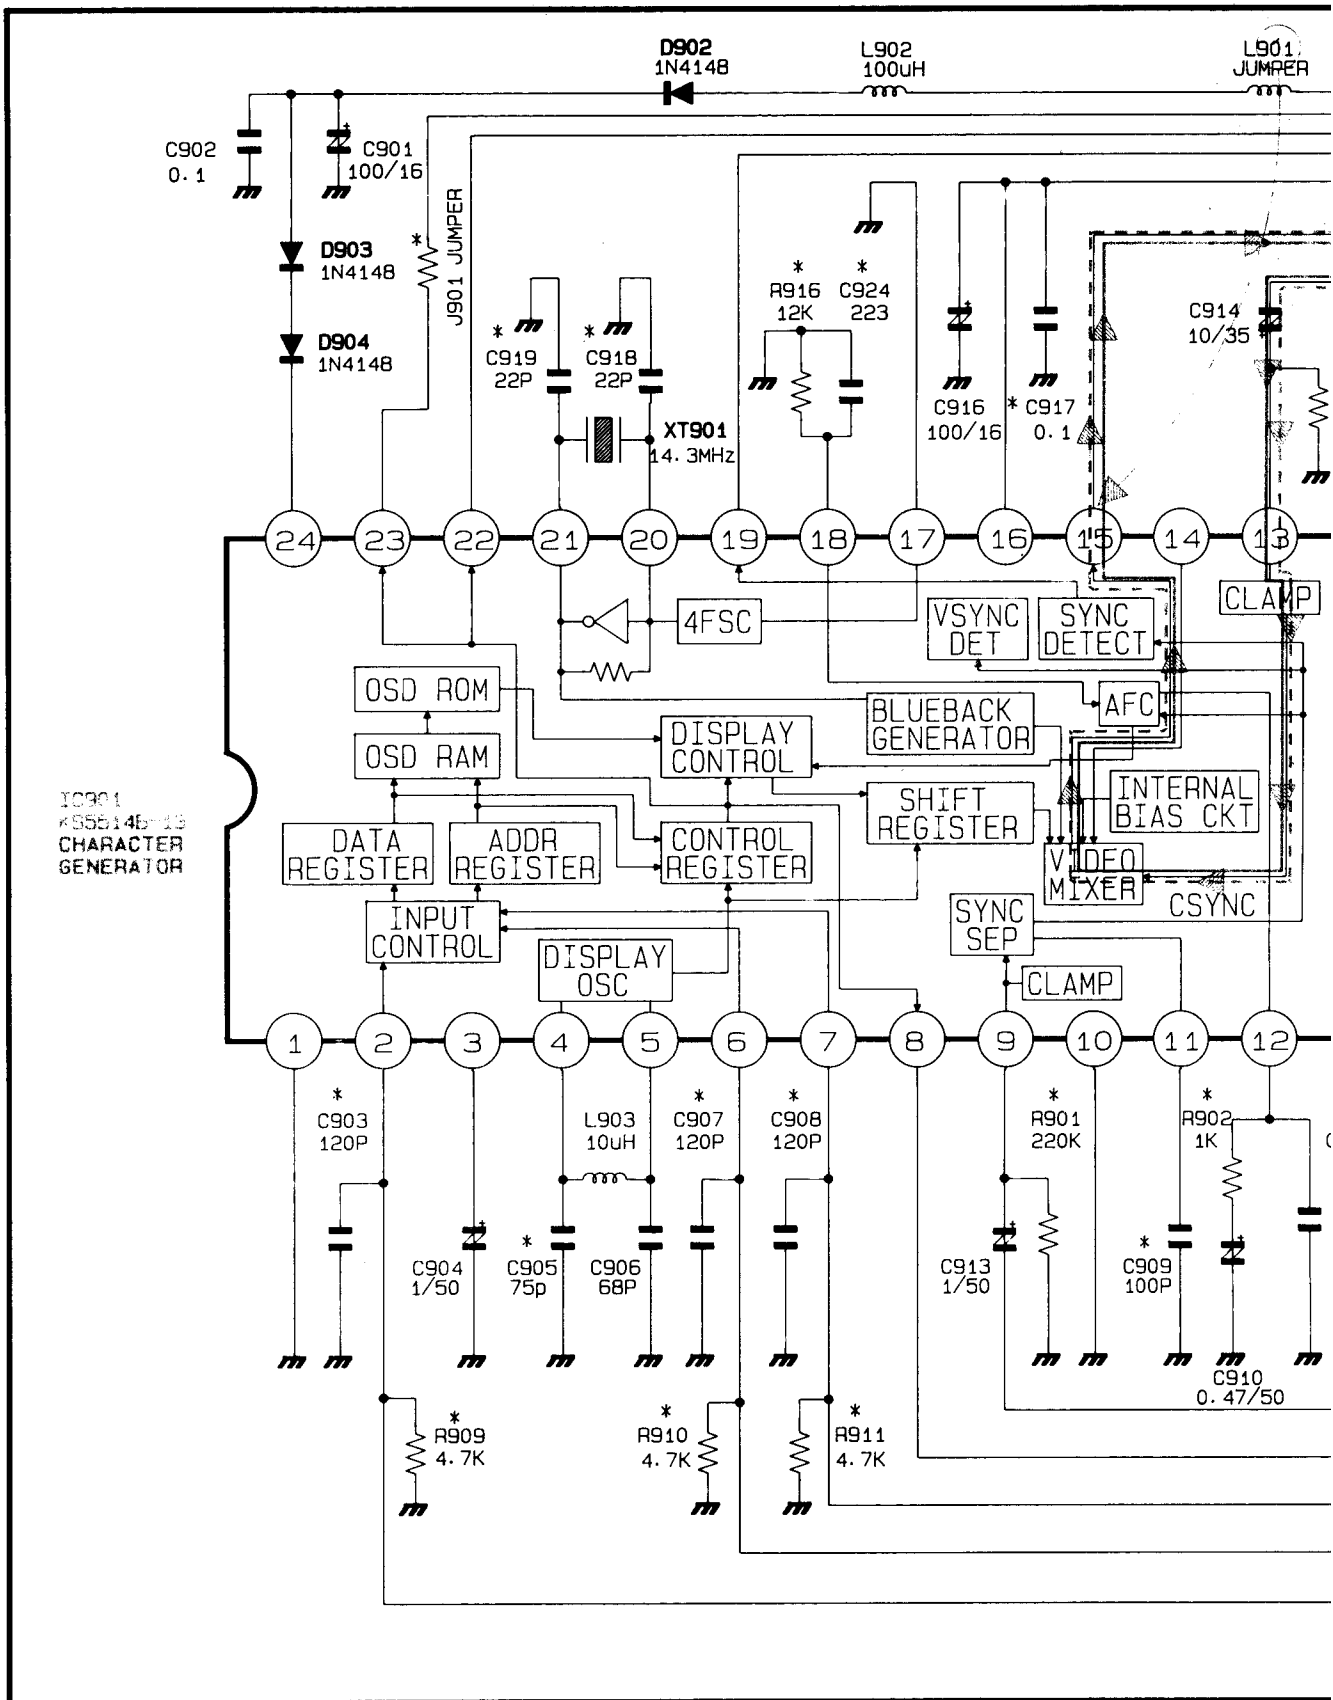 D902
1N4148
L902
100uH
L901
JUMPER
C902
0.1
C901
100/16
J901 JUMPER
*
D903
1N4148
D904
1N4148
* C919
22P
* C918
22P
XT901
14.3MHz
* R916
12K
* C924
223
C916
100/16
* C917
0.1
C914
10/35
24 23 22 21 20 19 18 17 16 15 14 13
4FSC
VSYNC
DET
SYNC
DETECT
CLAMP
OSD ROM
OSD RAM
DISPLAY
CONTROL
BLUEBACK
GENERATOR
AFC
INTERNAL
BIAS CKT
SHIFT
REGISTER
DATA
REGISTER
ADDR
REGISTER
CONTROL
REGISTER
VIDEO
MIXER
CSYNC
IC901
CHARACTER
GENERATOR
INPUT
CONTROL
DISPLAY
OSC
SYNC
SEP
CLAMP
1 2 3 4 5 6 7 8 9 10 11 12
* C903
120P
L903
10uH
* C907
120P
* C908
120P
* R901
220K
* R902
1K
C904
1/50
* C905
75p
C906
68P
C913
1/50
* C909
100P
C910
0.47/50
* R909
4.7K
* R910
4.7K
* R911
4.7K